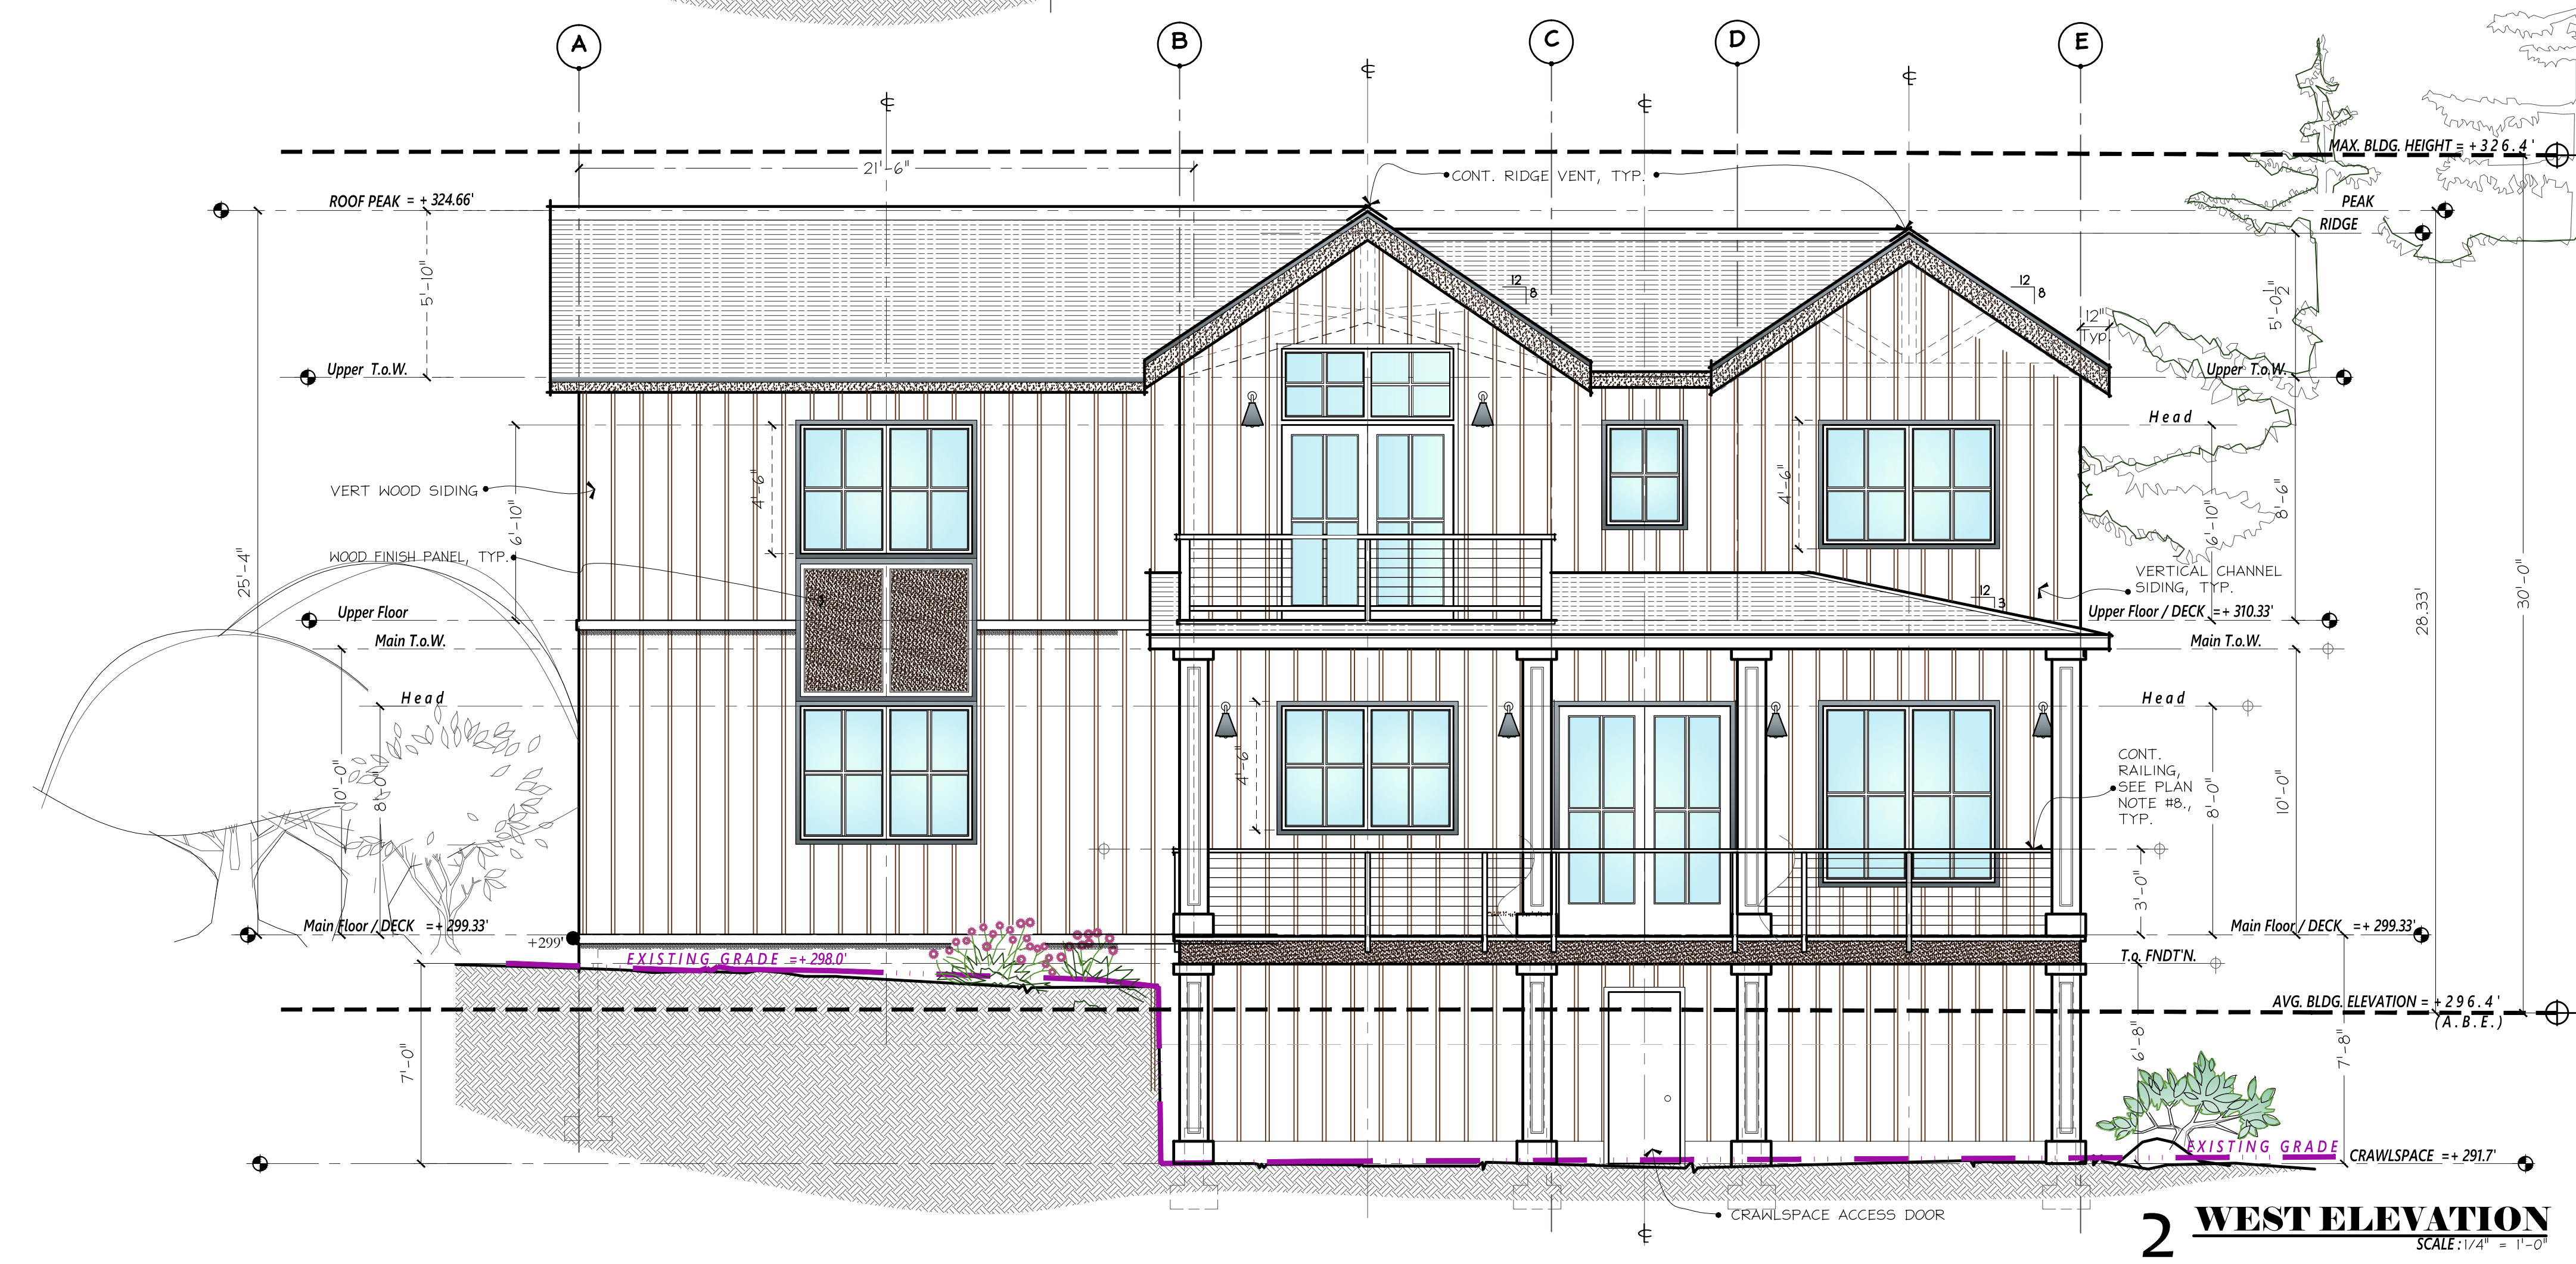 A
B
C
D
E
℄
℄
℄
℄
MAX. BLDG. HEIGHT = +326.4'
21'-6"
CONT. RIDGE VENT, TYP.
ROOF PEAK = + 324.66'
PEAK
RIDGE
5'-10"
12
8
12
8
5'-0 1/2"
12"
Typ.
Upper T.o.W.
Upper T.o.W.
Head
4'-6"
4'-6"
VERT WOOD SIDING
6'-10"
6'-10"
8'-6"
WOOD FINISH PANEL, TYP.
25'-4"
30'-0"
28.33'
VERTICAL CHANNEL
SIDING, TYP.
12
3
Upper Floor
Upper Floor / DECK =+ 310.33'
Main T.o.W.
Main T.o.W.
Head
Head
4'-6"
10'-0"
8'-0"
CONT.
RAILING,
SEE PLAN
NOTE #8.,
TYP.
8'-0"
10'-0"
3'-0"
Main Floor / DECK =+ 299.33'
Main Floor / DECK =+ 299.33'
+299'
EXISTING GRADE =+ 298.0'
T.o. FNDT'N.
AVG. BLDG. ELEVATION = +296.4'
(A.B.E.)
7'-0"
6'-8"
7'-8"
EXISTING GRADE
CRAWLSPACE =+ 291.7'
CRAWLSPACE ACCESS DOOR
℄
2 WEST ELEVATION
SCALE : 1/4" = 1'-0"